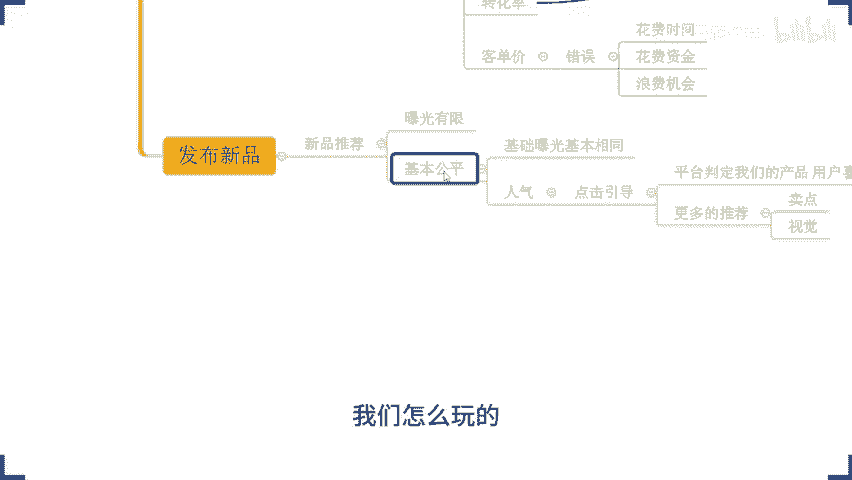 转化率
花费时间
bilibili
客单价 错误 花费资金
浪费机会
曝光有限
发布新品 新品推荐
基础曝光基本相同
基本公平
平台判定我们的产品 用户喜
人气 点击引导
卖点
更多的推荐
视觉
我们怎么玩的